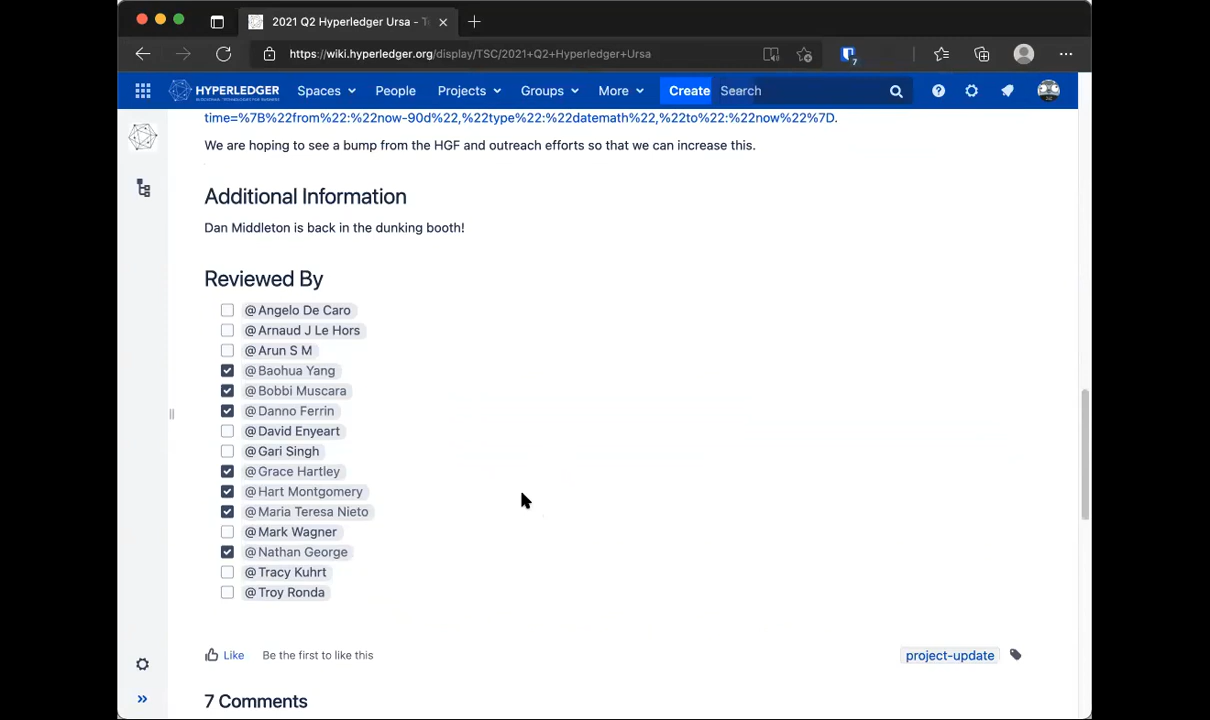 2021 Q2 Hyperledger Ursa - T
https://wiki.hyperledger.org/display/TSC/2021+Q2+Hyperledger+Ursa
7
HYPERLEDGER
Spaces
People
Projects
Groups
More
Create
Search
time=%7B%22from%22:%22now-90d%22,%22type%22:%22datemath%22,%22to%22:%22now%22%7D.
We are hoping to see a bump from the HGF and outreach efforts so that we can increase this.
Additional Information
Dan Middleton is back in the dunking booth!
Reviewed By
@Angelo De Caro
@Arnaud J Le Hors
@Arun S M
@Baohua Yang
@Bobbi Muscara
@Danno Ferrin
@David Enyeart
@Gari Singh
@Grace Hartley
@Hart Montgomery
@Maria Teresa Nieto
@Mark Wagner
@Nathan George
@Tracy Kuhrt
@Troy Ronda
Like
Be the first to like this
project-update
7 Comments